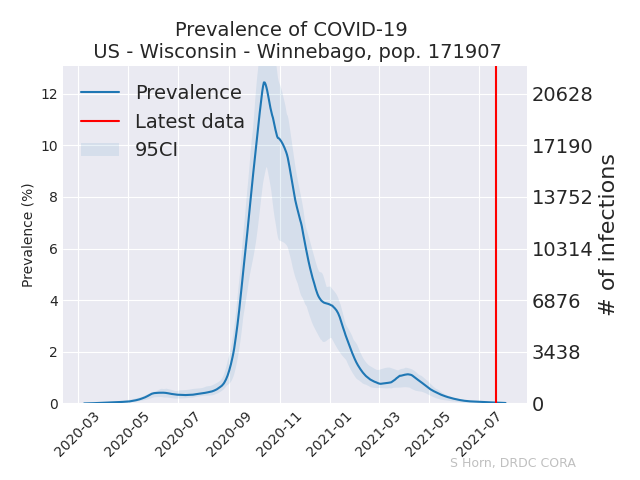 Prevalence of COVID-19
US - Wisconsin - Winnebago, pop. 171907
Prevalence
Latest data
95CI
Prevalence (%)
12
10
8
6
4
2
0
20628
17190
13752
10314
6876
3438
0
# of infections
2020-03
2020-05
2020-07
2020-09
2020-11
2021-01
2021-03
2021-05
2021-07
S Horn, DRDC CORA